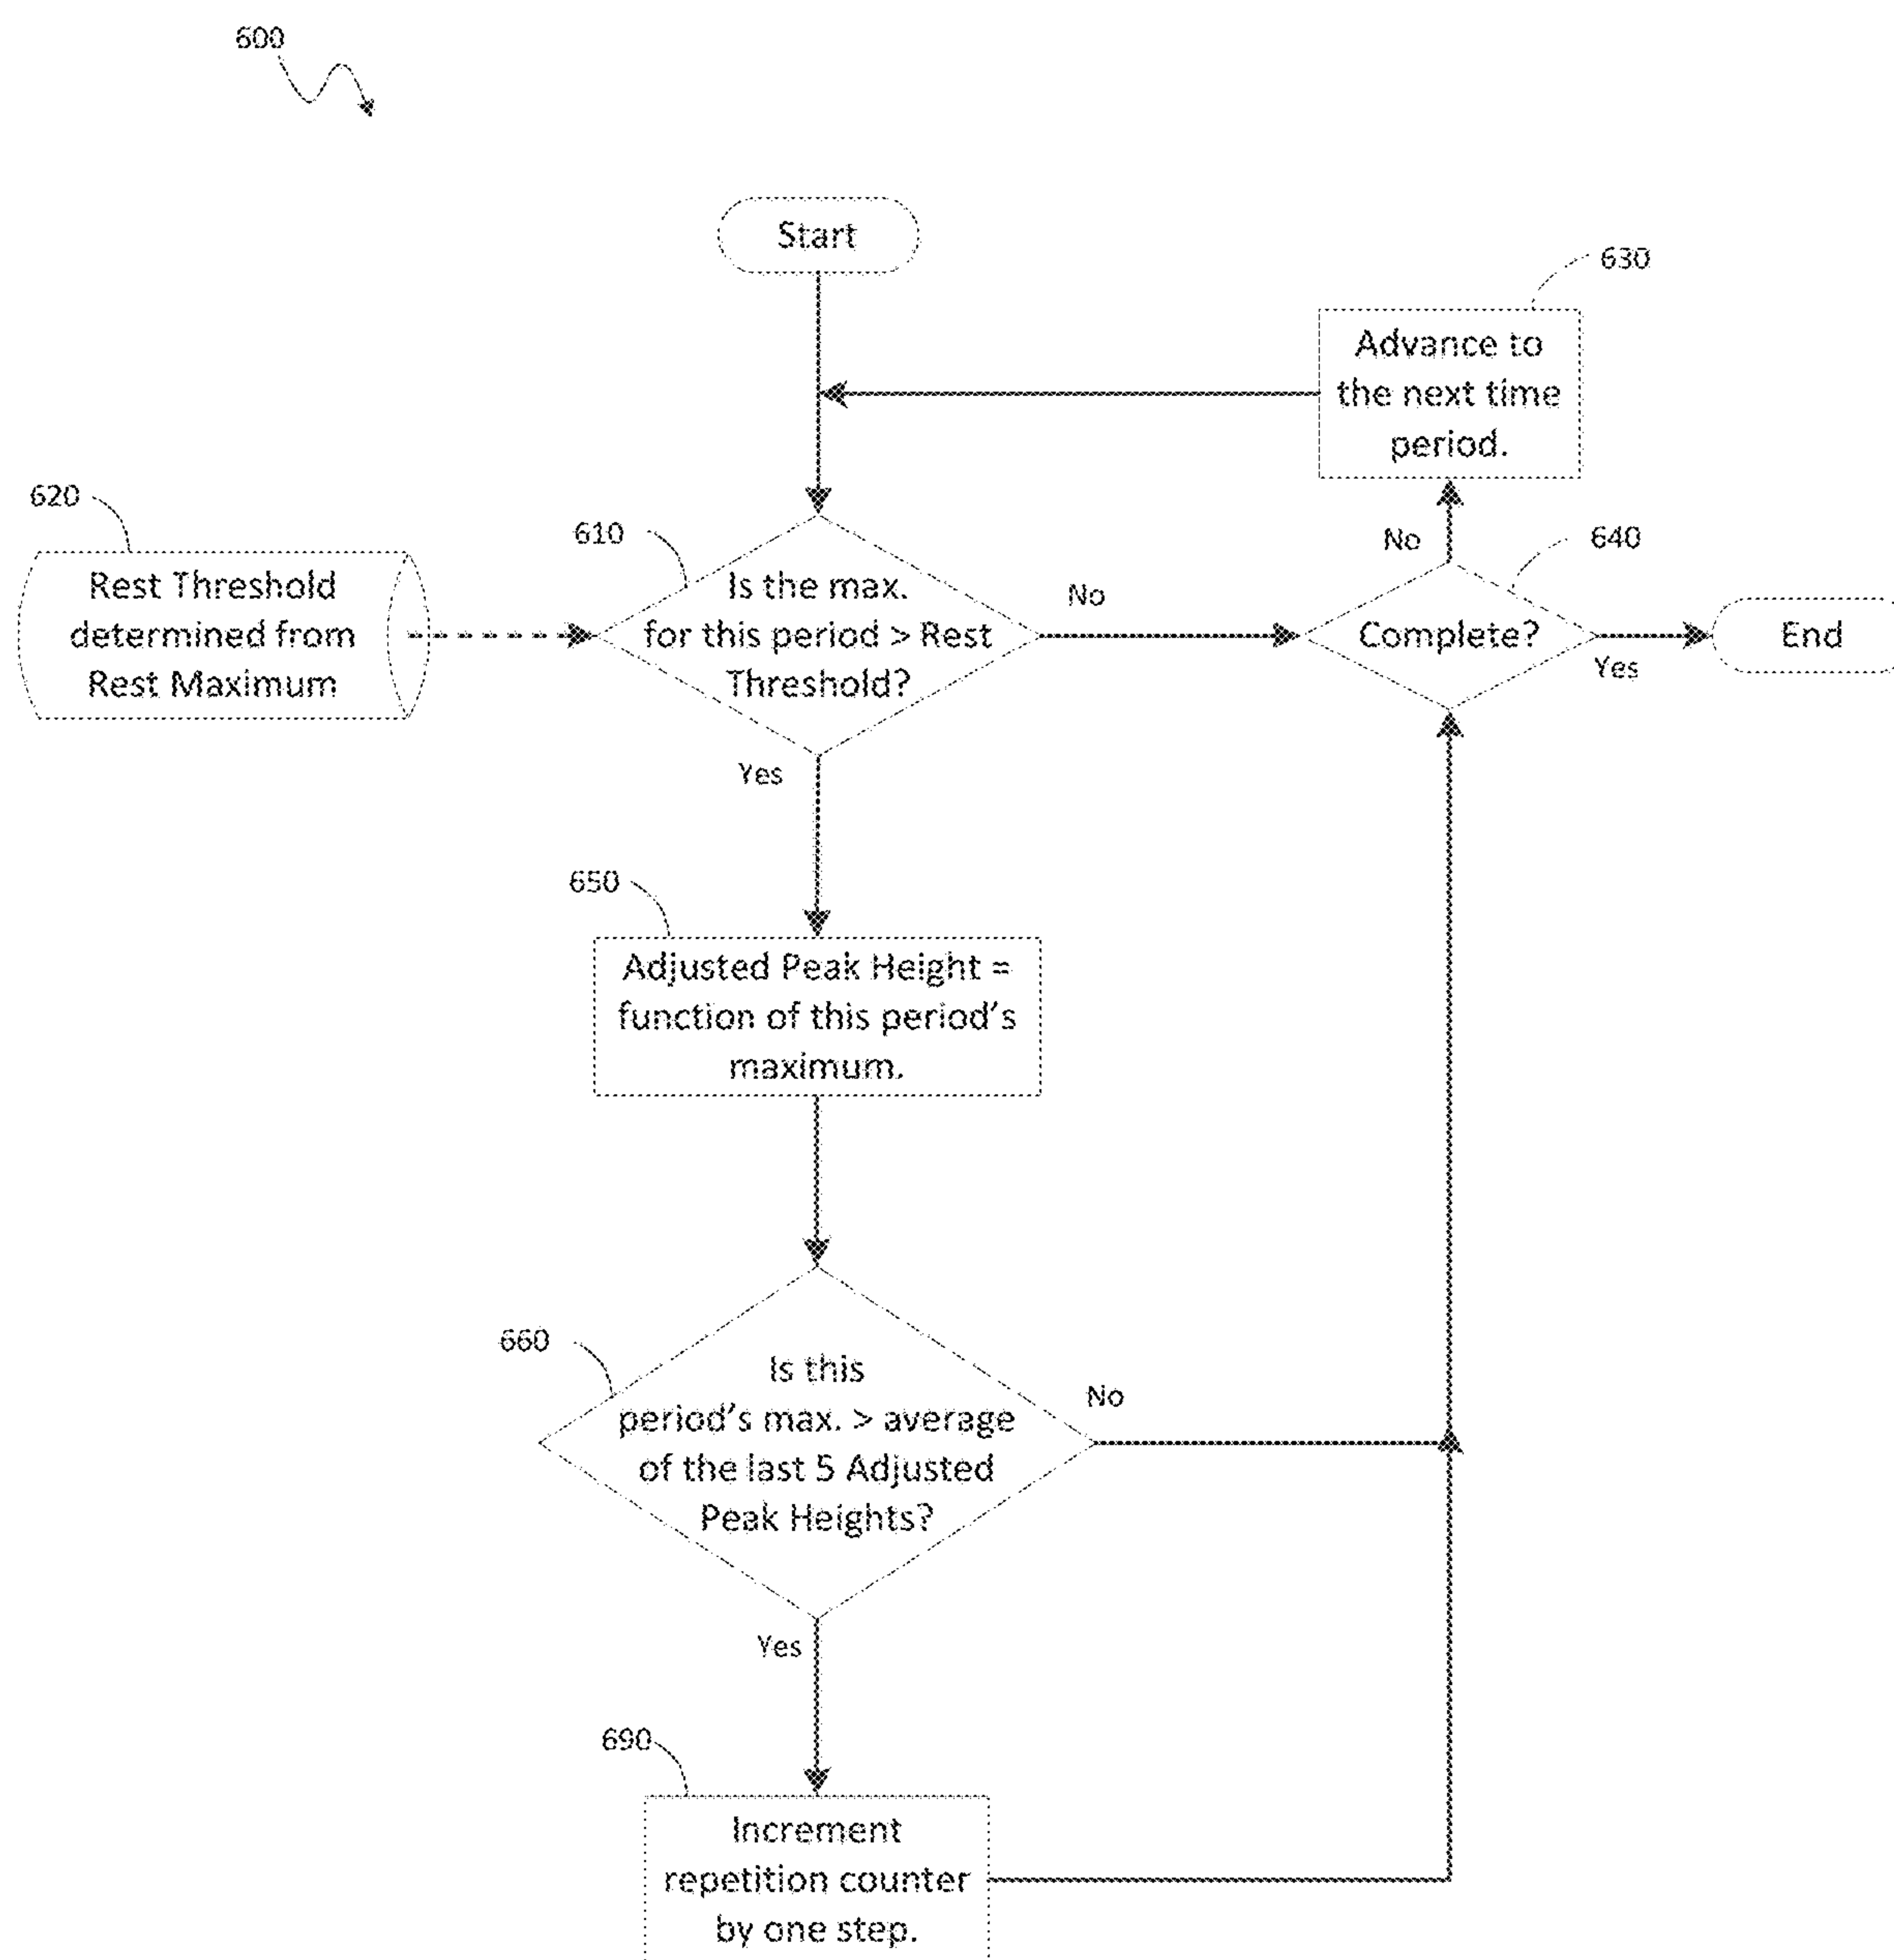 600
Start
630
Advance to
the next time
period.
620
Rest Threshold
determined from
Rest Maximum
610
Is the max.
for this period > Rest
Threshold?
No
No
640
Complete?
Yes
End
Yes
650
Adjusted Peak Height =
function of this period's
maximum.
660
Is this
period's max. > average
of the last 5 Adjusted
Peak Heights?
No
Yes
690
Increment
repetition counter
by one step.